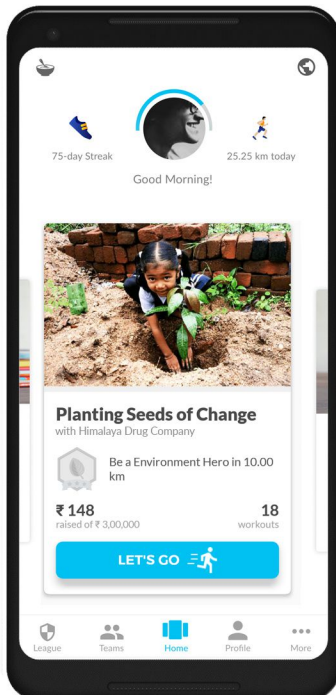 75-day Streak
25.25 km today
Good Morning!
Planting Seeds of Change
with Himalaya Drug Company
Be a Environment Hero in 10.00
km
₹ 148
18
raised of ₹ 3,00,000
workouts
LET'S GO
League
Teams
Home
Profile
More